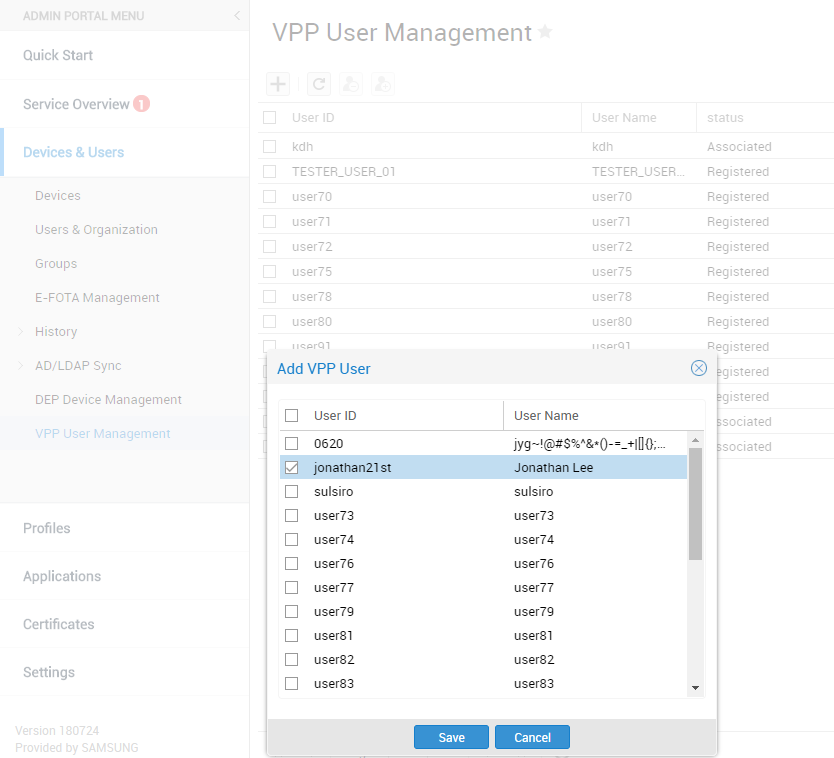 ADMIN PORTAL MENU
Quick Start
Service Overview 1
Devices & Users
Devices
Users & Organization
Groups
E-FOTA Management
History
AD/LDAP Sync
DEP Device Management
VPP User Management
Profiles
Applications
Certificates
Settings
Version 180724
Provided by SAMSUNG
VPP User Management
User ID User Name status
kdh kdh Associated
TESTER_USER_01 TESTER_USER... Registered
user70 user70 Registered
user71 user71 Registered
user72 user72 Registered
user75 user75 Registered
user78 user78 Registered
user80 user80 Registered
user91 user91 Registered
egistered
egistered
ssociated
ssociated
Add VPP User
User ID User Name
0620 jyg~!@#$%^&*()-=_+|[]{};...
jonathan21st Jonathan Lee
sulsiro sulsiro
user73 user73
user74 user74
user76 user76
user77 user77
user79 user79
user81 user81
user82 user82
user83 user83
Save Cancel